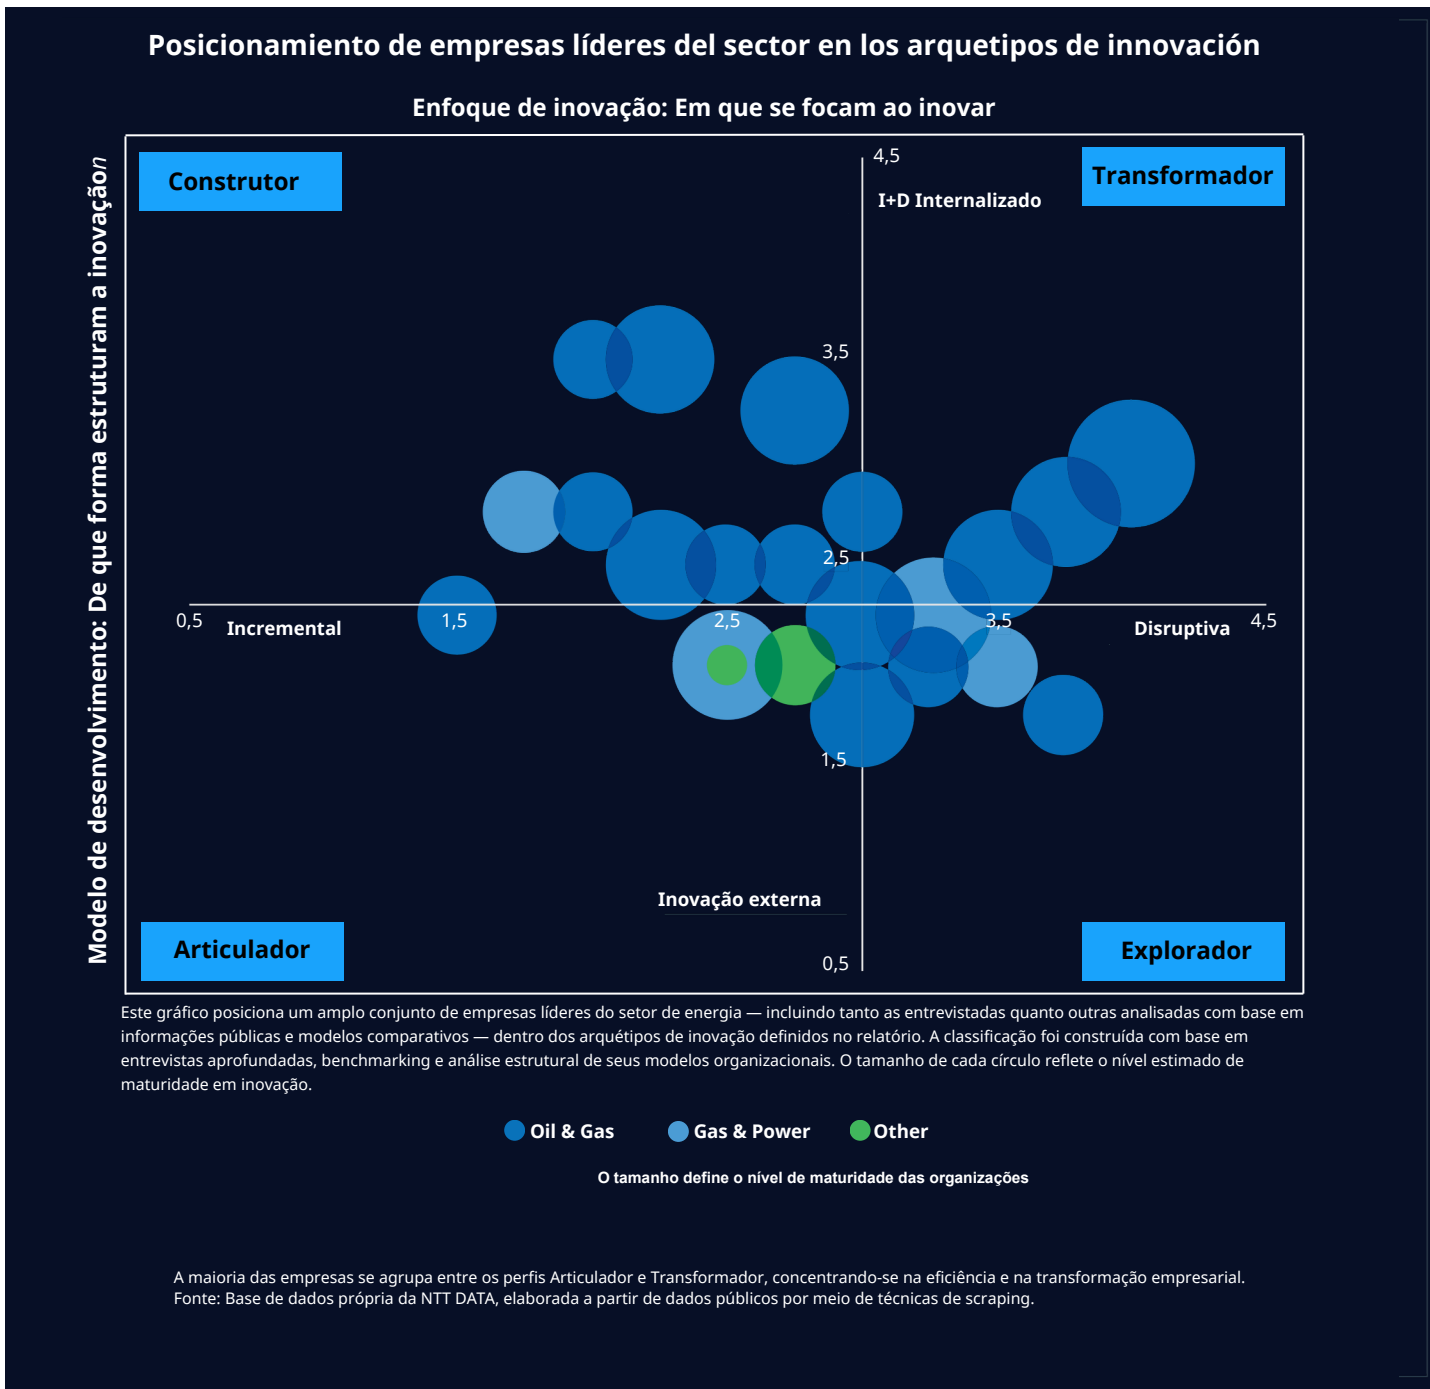 Posicionamiento de empresas líderes del sector en los arquetipos de innovación
Enfoque de inovação: Em que se focam ao inovar
Modelo de desenvolvimento: De que forma estruturam a inovaçãon
Construtor
Transformador
4,5
I+D Internalizado
3,5
2,5
0,5
Incremental
1,5
2,5
3,5
Disruptiva
4,5
1,5
Inovação externa
0,5
Articulador
Explorador
Este gráfico posiciona um amplo conjunto de empresas líderes do setor de energia — incluindo tanto as entrevistadas quanto outras analisadas com base em
informações públicas e modelos comparativos — dentro dos arquétipos de inovação definidos no relatório. A classificação foi construída com base em
entrevistas aprofundadas, benchmarking e análise estrutural de seus modelos organizacionais. O tamanho de cada círculo reflete o nível estimado de
maturidade em inovação.
Oil & Gas
Gas & Power
Other
O tamanho define o nível de maturidade das organizações
A maioria das empresas se agrupa entre os perfis Articulador e Transformador, concentrando-se na eficiência e na transformação empresarial.
Fonte: Base de dados própria da NTT DATA, elaborada a partir de dados públicos por meio de técnicas de scraping.